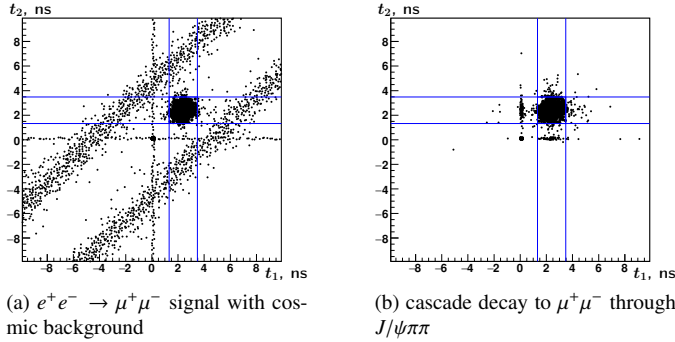 t₂, ns
8
6
4
2
0
−2
−4
−6
−8
−8 −6 −4 −2 0 2 4 6 8 10
t₁, ns
(a) e⁺e⁻ → μ⁺μ⁻ signal with cos-
mic background
t₂, ns
8
6
4
2
0
−2
−4
−6
−8
−8 −6 −4 −2 0 2 4 6 8 10
t₁, ns
(b) cascade decay to μ⁺μ⁻ through
J/ψππ